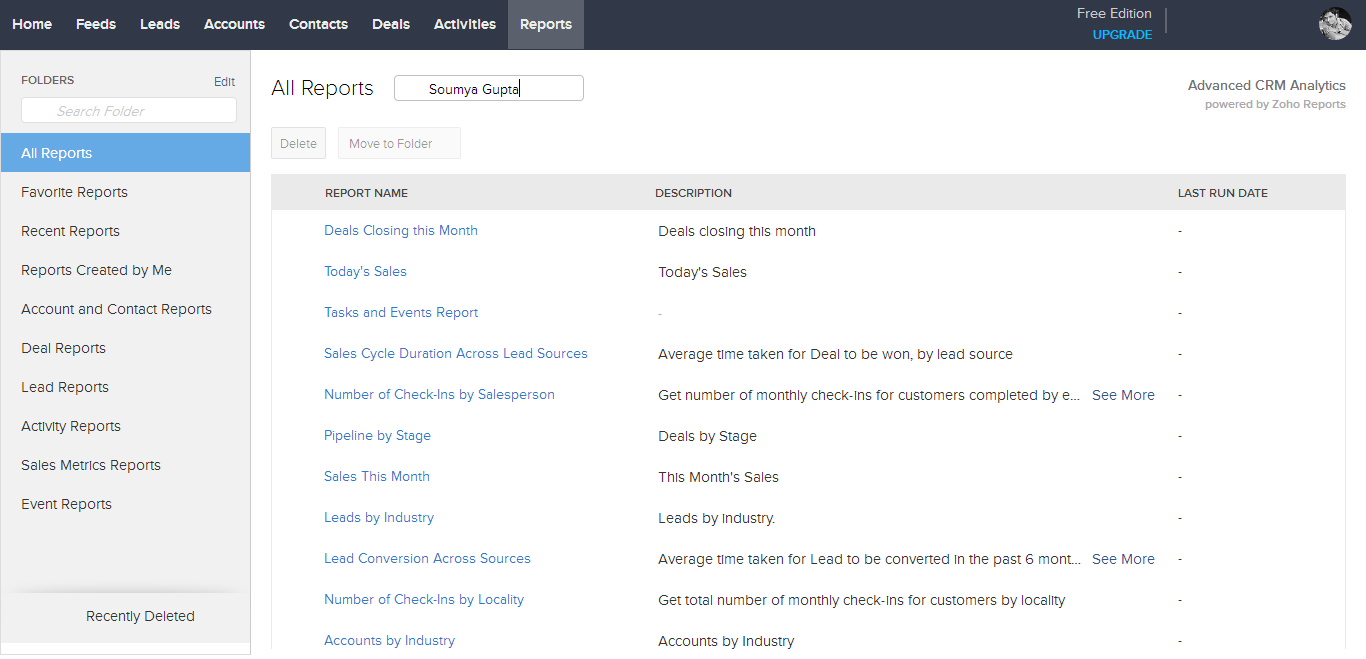 Home Feeds Leads Accounts Contacts Deals Activities Reports
Free Edition
UPGRADE
FOLDERS Edit
Search Folder
All Reports
Favorite Reports
Recent Reports
Reports Created by Me
Account and Contact Reports
Deal Reports
Lead Reports
Activity Reports
Sales Metrics Reports
Event Reports
Recently Deleted
All Reports Soumya Gupta
Advanced CRM Analytics
powered by Zoho Reports
Delete Move to Folder
REPORT NAME DESCRIPTION LAST RUN DATE
Deals Closing this Month Deals closing this month -
Today's Sales Today's Sales -
Tasks and Events Report - -
Sales Cycle Duration Across Lead Sources Average time taken for Deal to be won, by lead source -
Number of Check-Ins by Salesperson Get number of monthly check-ins for customers completed by e... See More -
Pipeline by Stage Deals by Stage -
Sales This Month This Month's Sales -
Leads by Industry Leads by Industry. -
Lead Conversion Across Sources Average time taken for Lead to be converted in the past 6 mont... See More -
Number of Check-Ins by Locality Get total number of monthly check-ins for customers by locality -
Accounts by Industry Accounts by Industry -